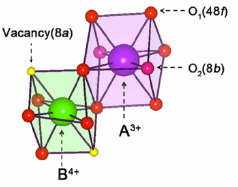 O₁(48f)
Vacancy(8a)
O₂(8b)
A³⁺
B⁴⁺